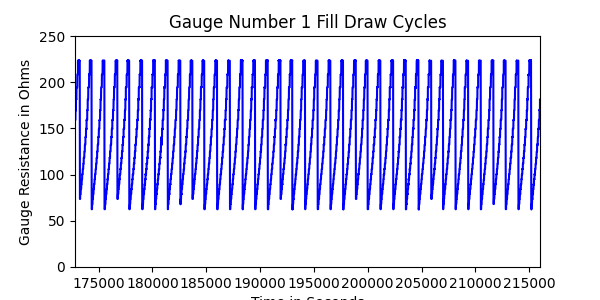 Gauge Number 1 Fill Draw Cycles
Gauge Resistance in Ohms
250
200
150
100
50
0
175000 180000 185000 190000 195000 200000 205000 210000 215000
Time in Seconds